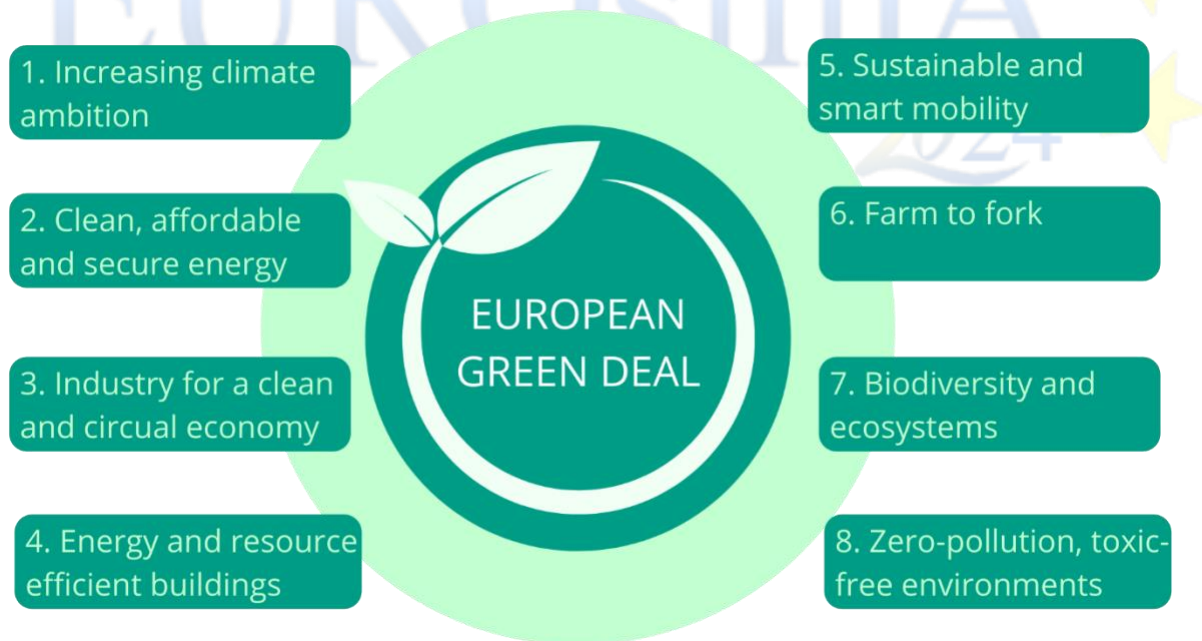 EUROsimA
2024
1. Increasing climate
ambition
2. Clean, affordable
and secure energy
3. Industry for a clean
and circual economy
4. Energy and resource
efficient buildings
EUROPEAN
GREEN DEAL
5. Sustainable and
smart mobility
6. Farm to fork
7. Biodiversity and
ecosystems
8. Zero-pollution, toxic-
free environments